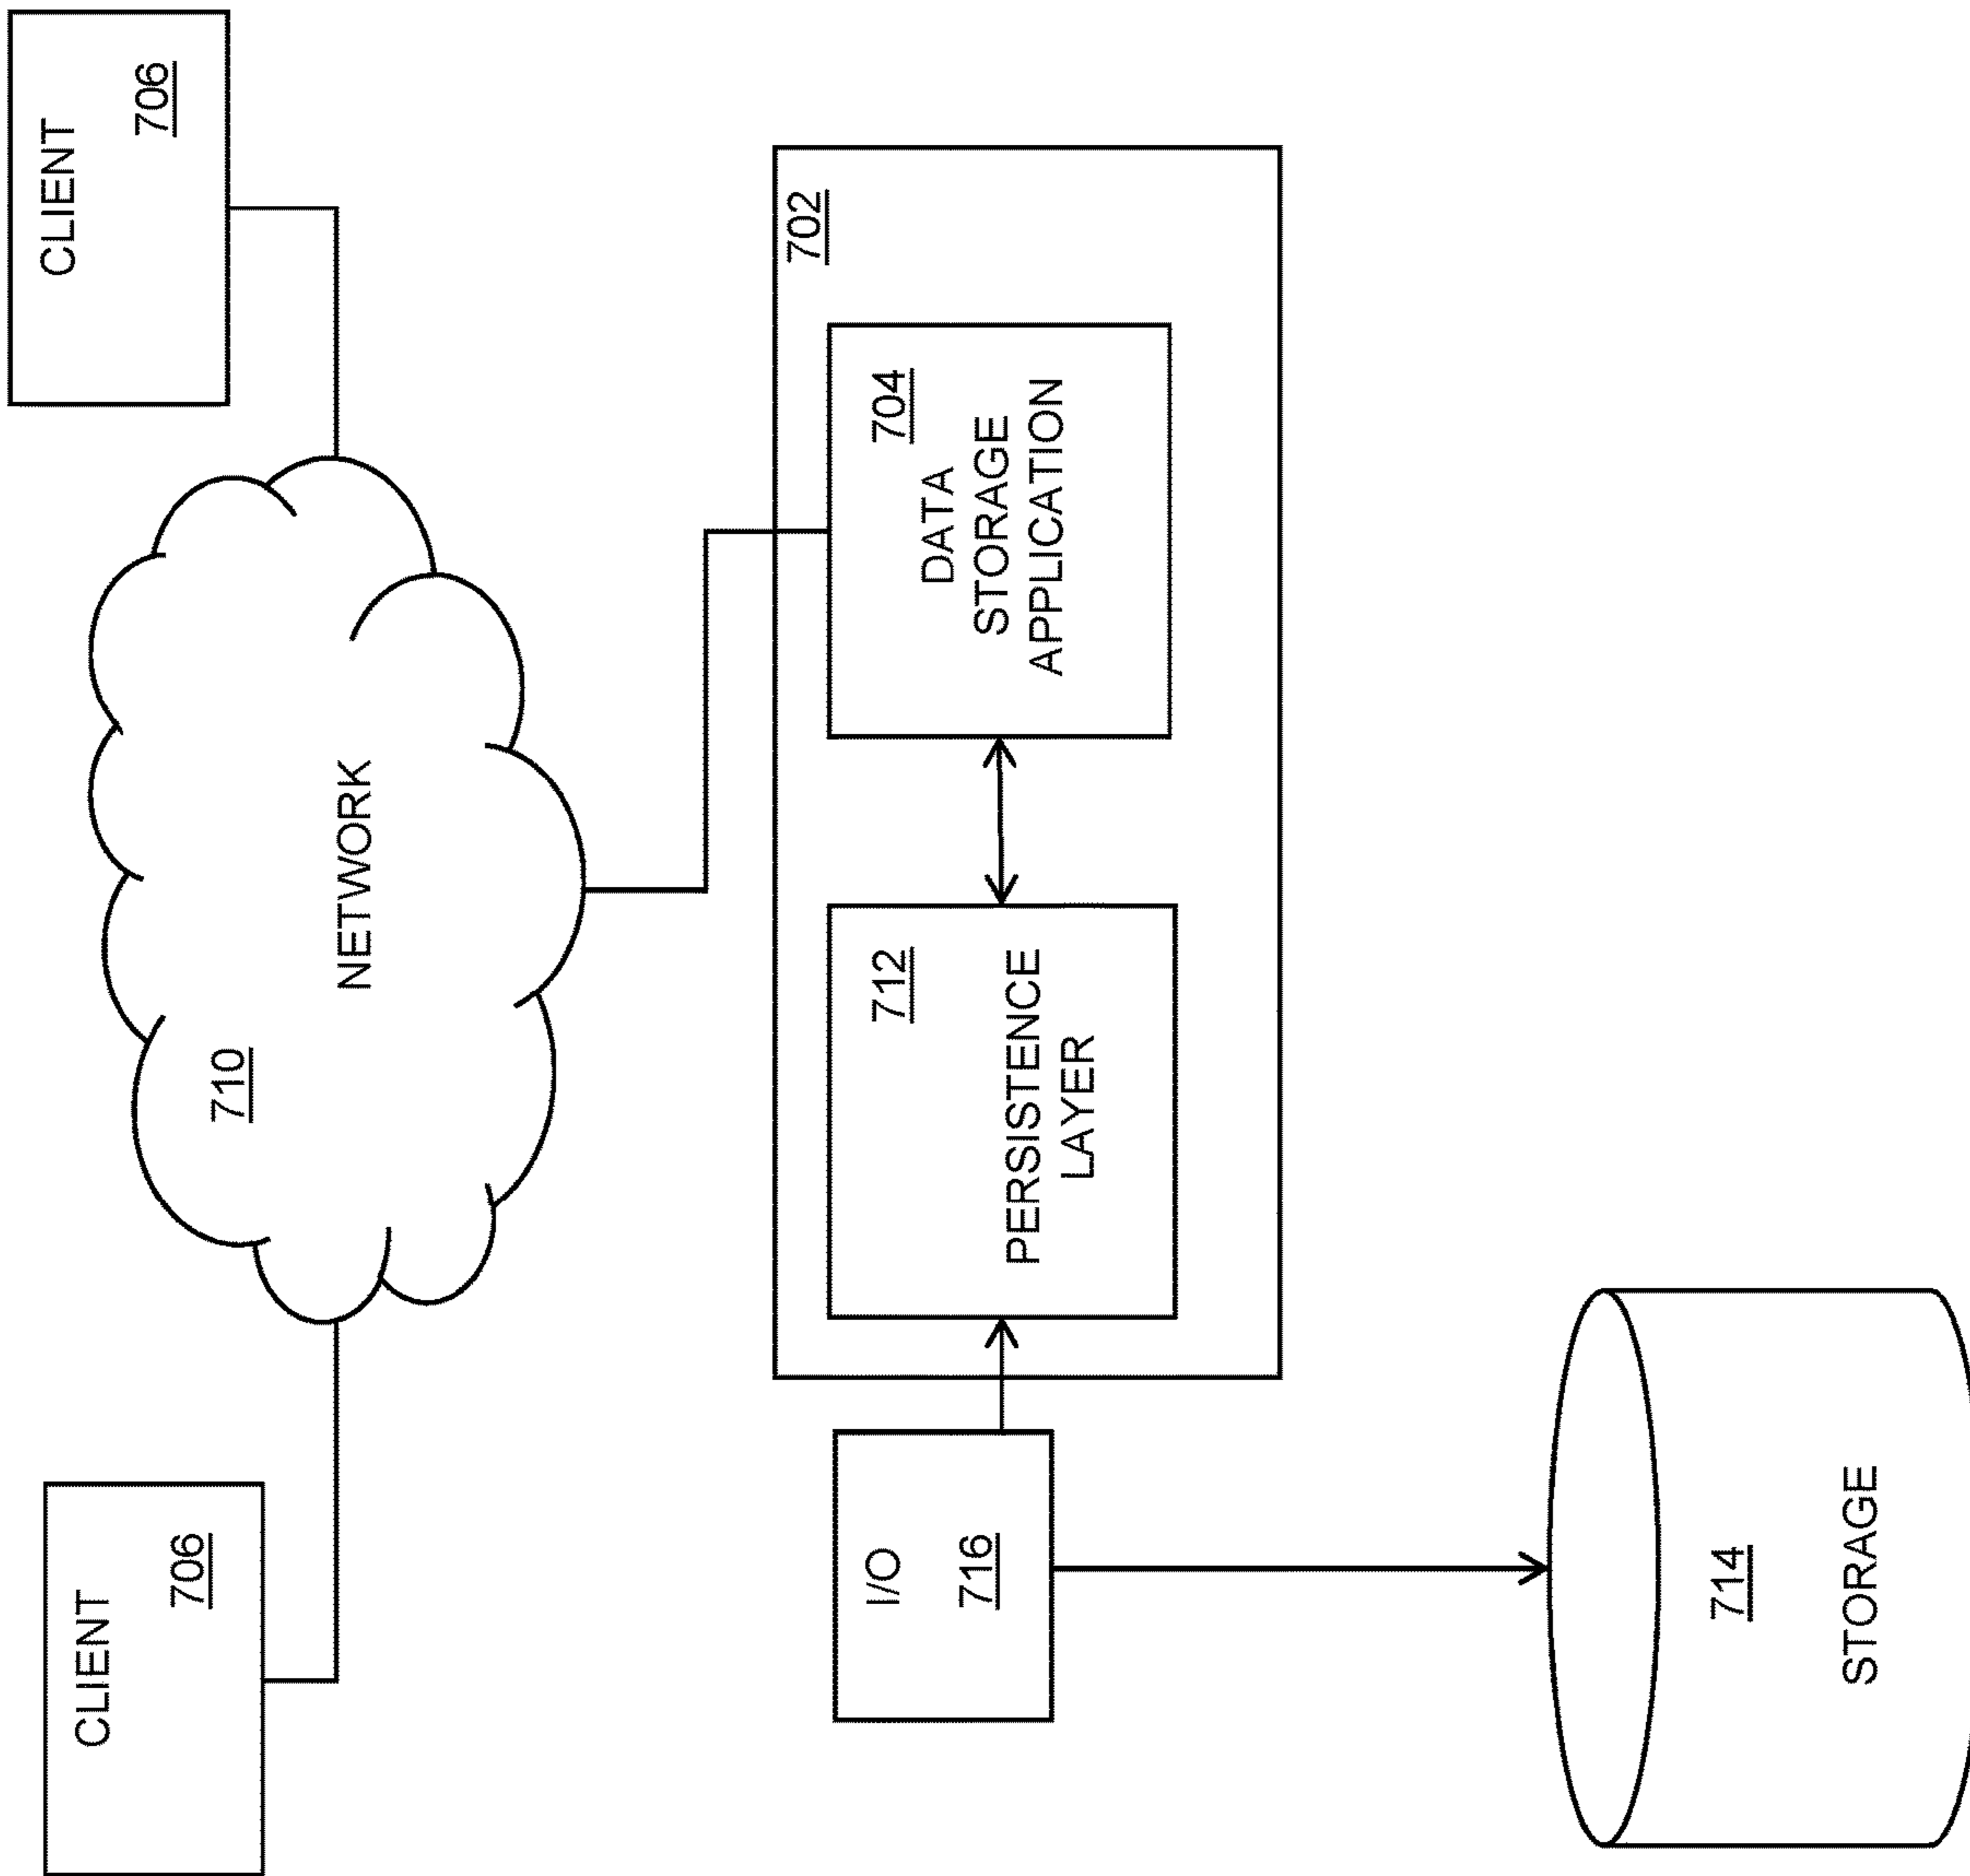 CLIENT
706
CLIENT
706
710
NETWORK
702
704
DATA
STORAGE
APPLICATION
712
PERSISTENCE
LAYER
I/O
716
714
STORAGE